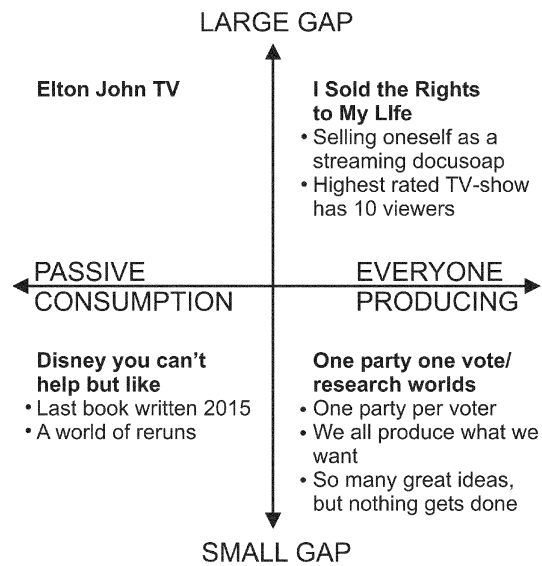 LARGE GAP
Elton John TV
I Sold the Rights
to My LIfe
• Selling oneself as a
streaming docusoap
• Highest rated TV-show
has 10 viewers
PASSIVE
CONSUMPTION
EVERYONE
PRODUCING
Disney you can't
help but like
• Last book written 2015
• A world of reruns
One party one vote/
research worlds
• One party per voter
• We all produce what we
want
• So many great ideas,
but nothing gets done
SMALL GAP